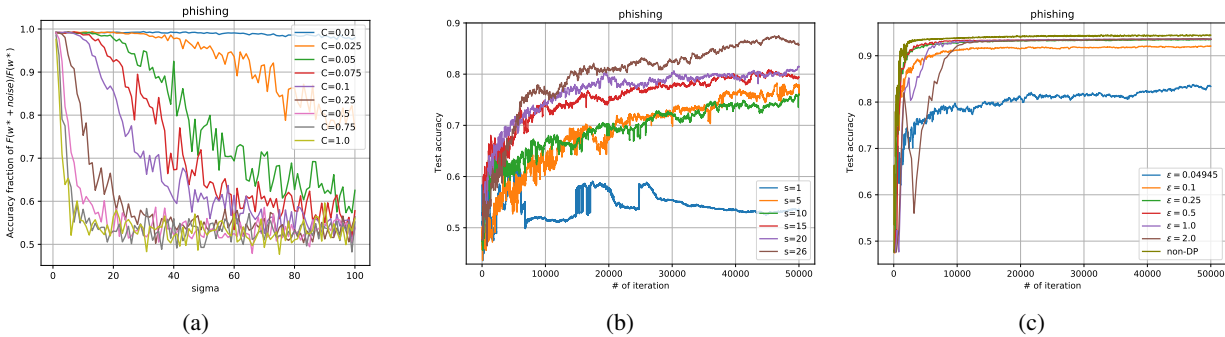 phishing
Accuracy fraction of F(w* + noise)/F(w*)
1.0
0.9
0.8
0.7
0.6
0.5
C=0.01
C=0.025
C=0.05
C=0.075
C=0.1
C=0.25
C=0.5
C=0.75
C=1.0
0 20 40 60 80 100
sigma
(a)
phishing
Test accuracy
0.9
0.8
0.7
0.6
0.5
s=1
s=5
s=10
s=15
s=20
s=26
0 10000 20000 30000 40000 50000
# of iteration
(b)
phishing
Test accuracy
0.9
0.8
0.7
0.6
0.5
ε = 0.04945
ε = 0.1
ε = 0.25
ε = 0.5
ε = 1.0
ε = 2.0
non-DP
0 10000 20000 30000 40000 50000
# of iteration
(c)